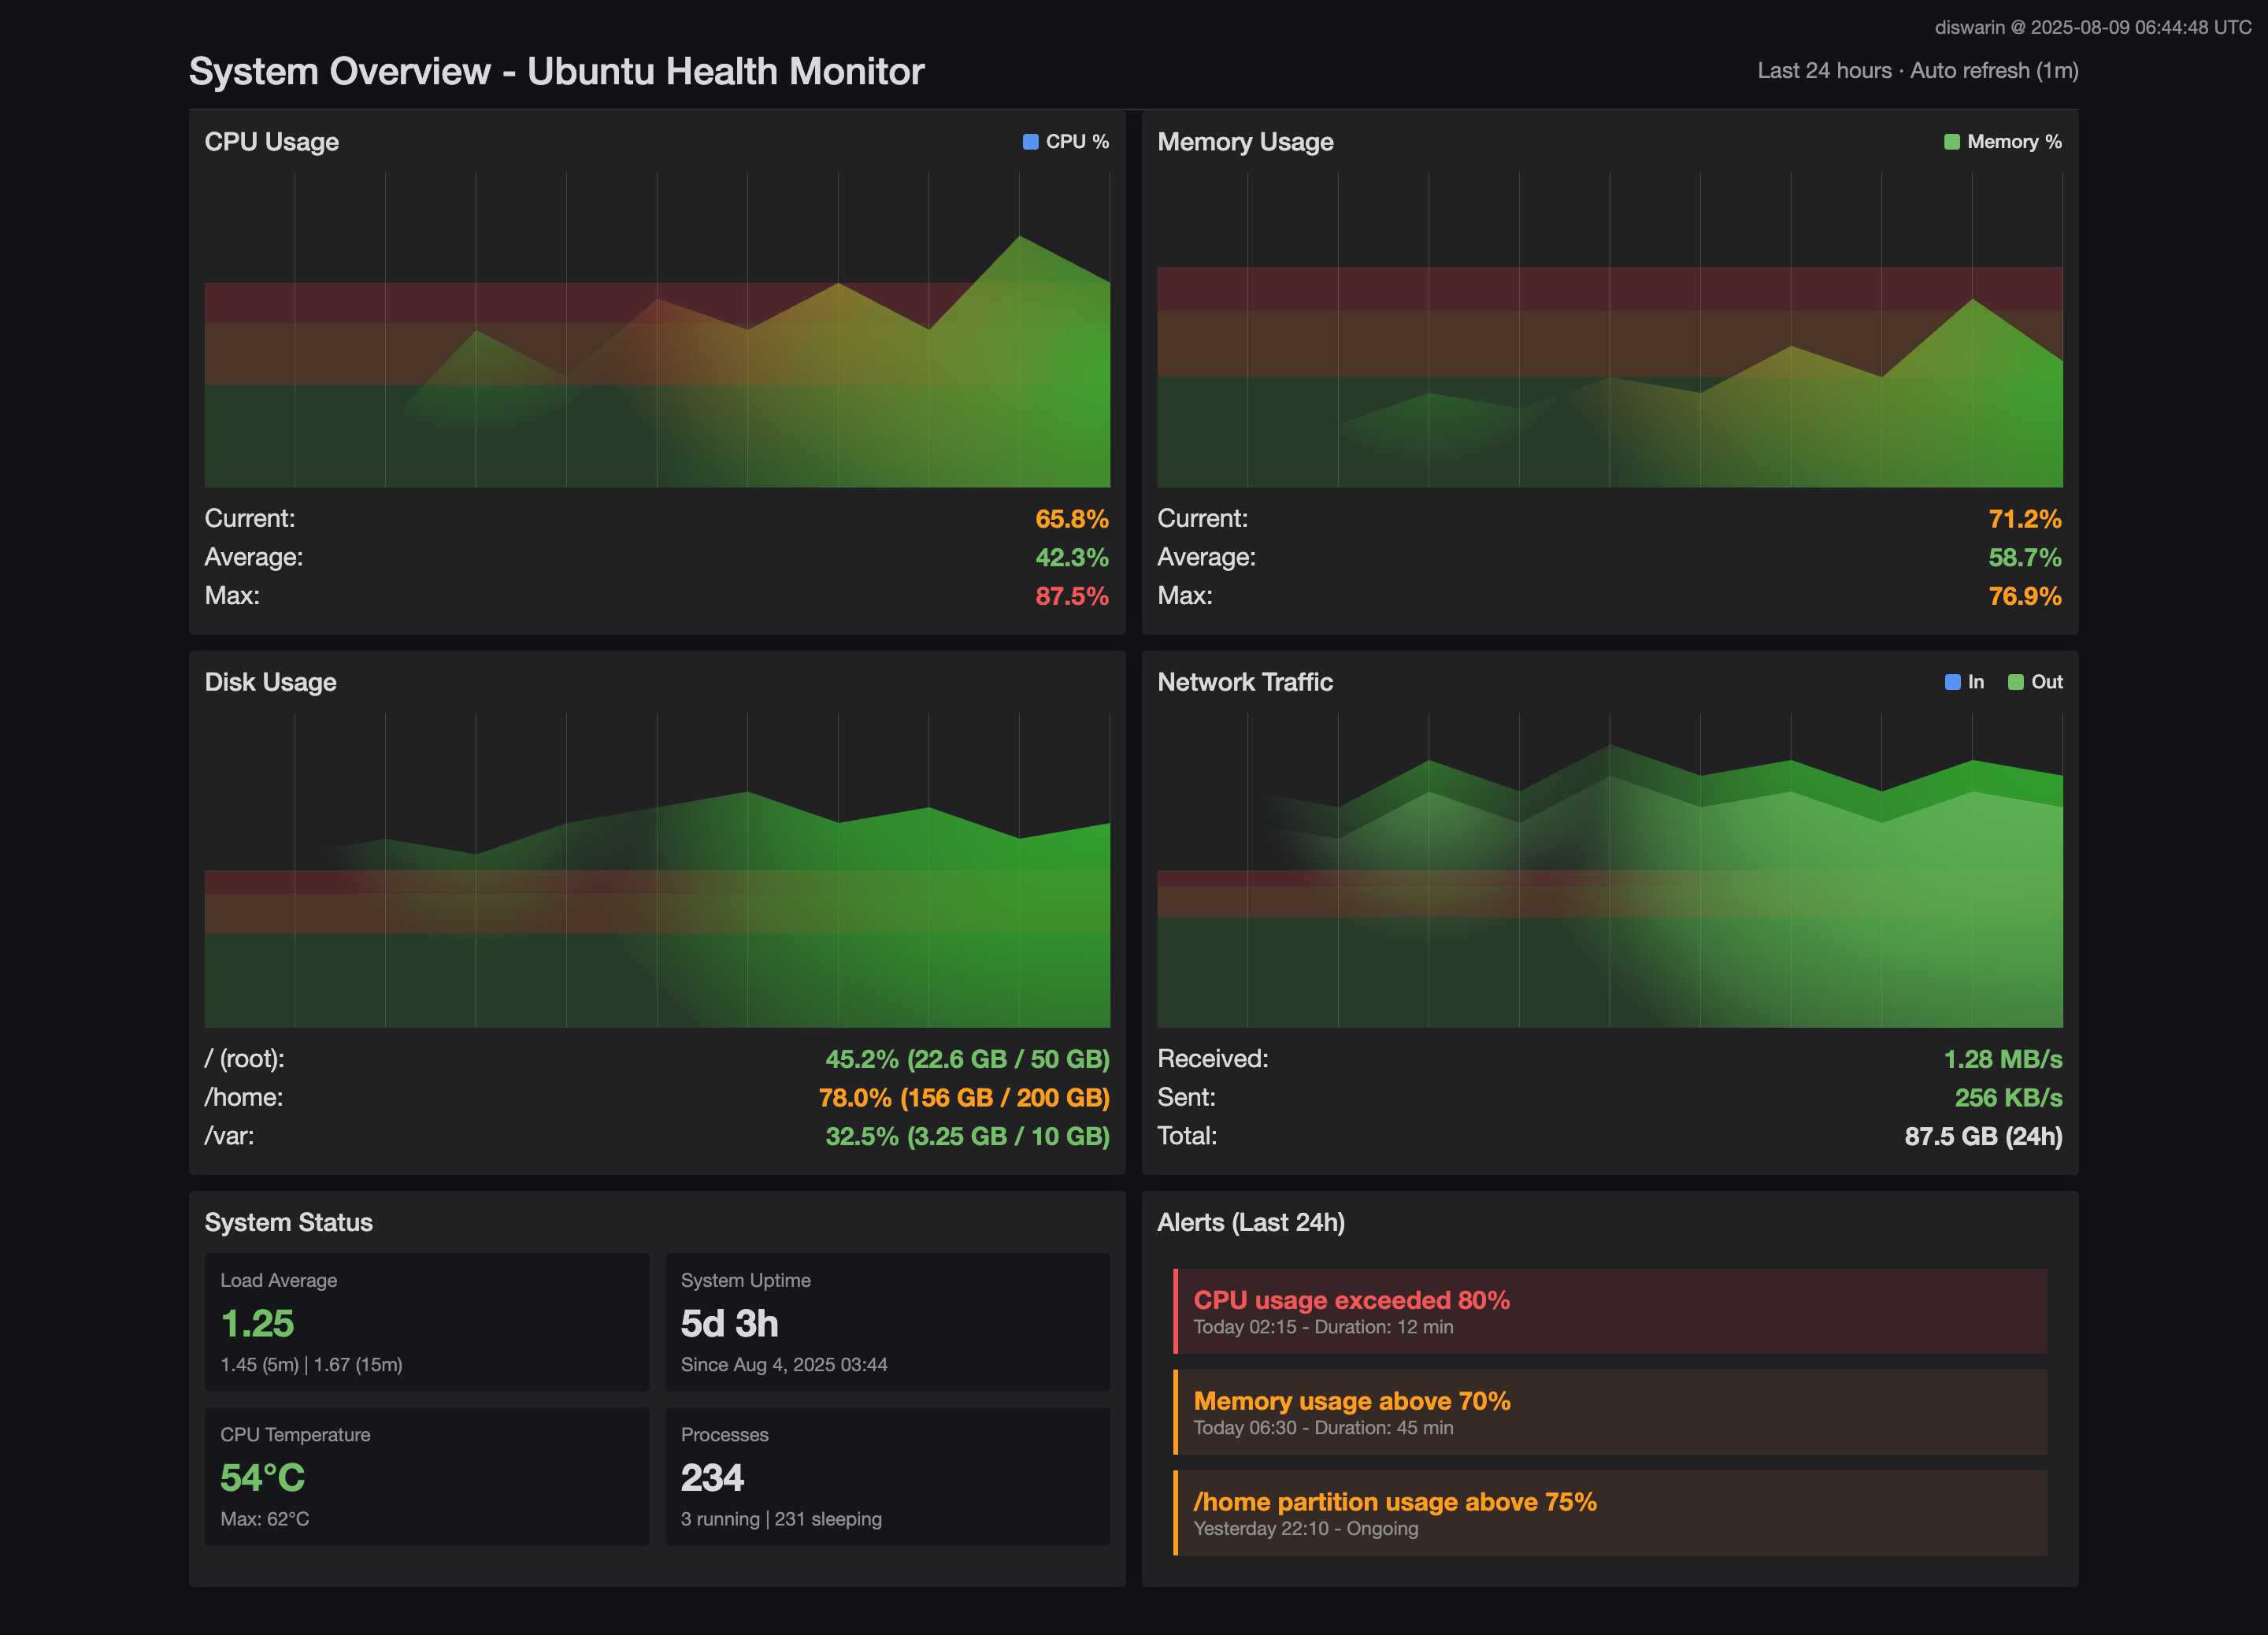 diswarin @ 2025-08-09 06:44:48 UTC
System Overview - Ubuntu Health Monitor
Last 24 hours · Auto refresh (1m)
CPU Usage
CPU %
Current: 65.8%
Average: 42.3%
Max: 87.5%
Memory Usage
Memory %
Current: 71.2%
Average: 58.7%
Max: 76.9%
Disk Usage
/ (root): 45.2% (22.6 GB / 50 GB)
/home: 78.0% (156 GB / 200 GB)
/var: 32.5% (3.25 GB / 10 GB)
Network Traffic
In Out
Received: 1.28 MB/s
Sent: 256 KB/s
Total: 87.5 GB (24h)
System Status
Load Average
1.25
1.45 (5m) | 1.67 (15m)
System Uptime
5d 3h
Since Aug 4, 2025 03:44
CPU Temperature
54°C
Max: 62°C
Processes
234
3 running | 231 sleeping
Alerts (Last 24h)
CPU usage exceeded 80%
Today 02:15 - Duration: 12 min
Memory usage above 70%
Today 06:30 - Duration: 45 min
/home partition usage above 75%
Yesterday 22:10 - Ongoing